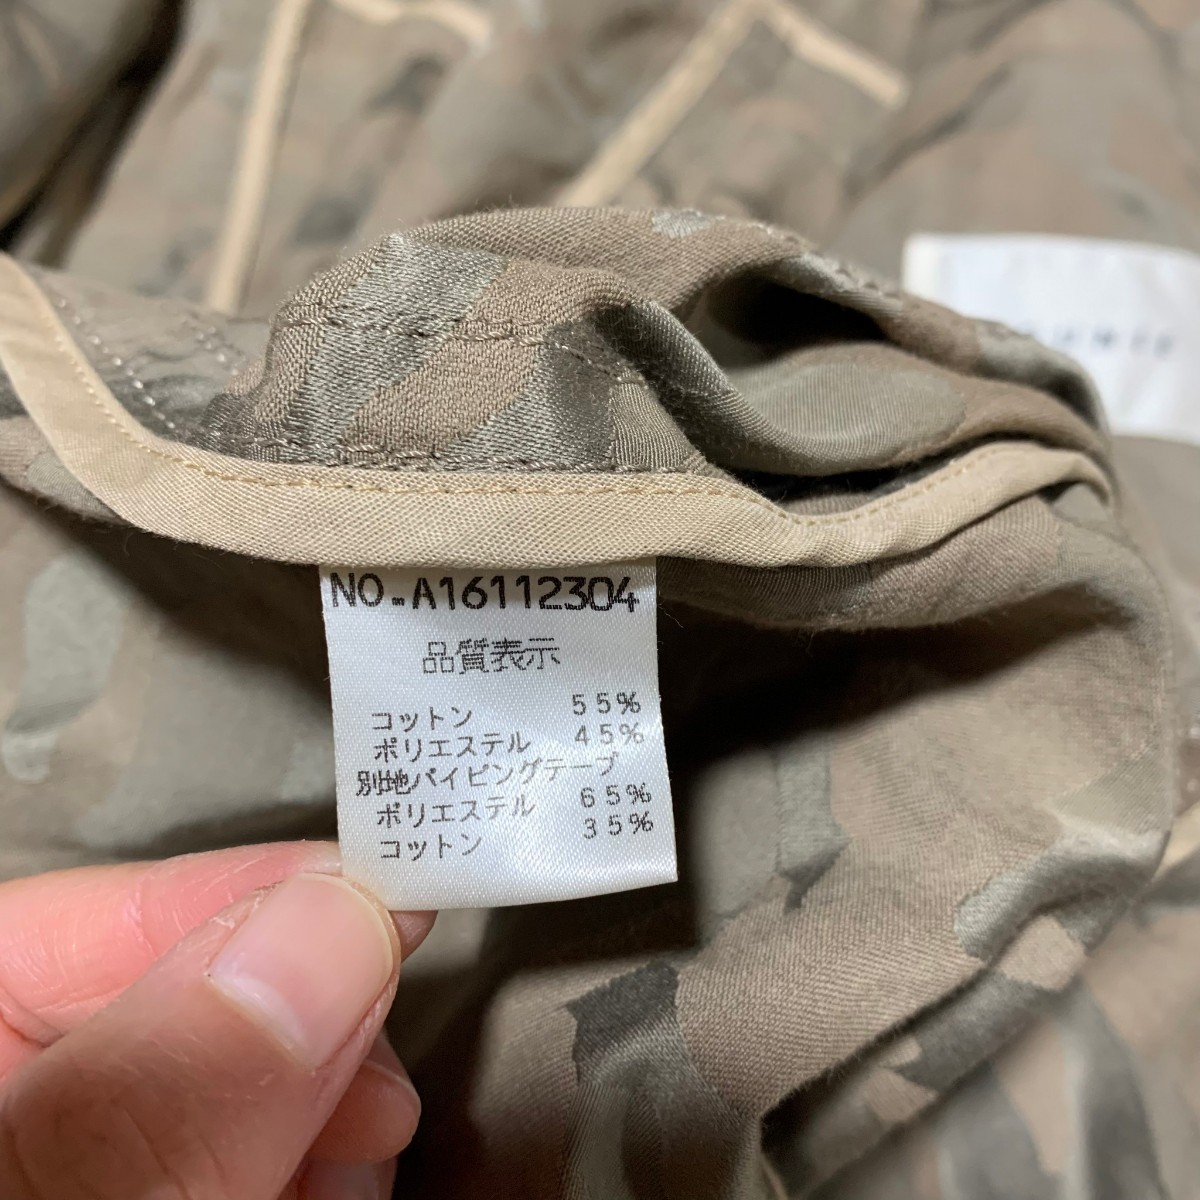 NO.A16112304
品質表示
コットン 55%
ポリエステル 45%
別地パイピングテープ
ポリエステル 65%
コットン 35%